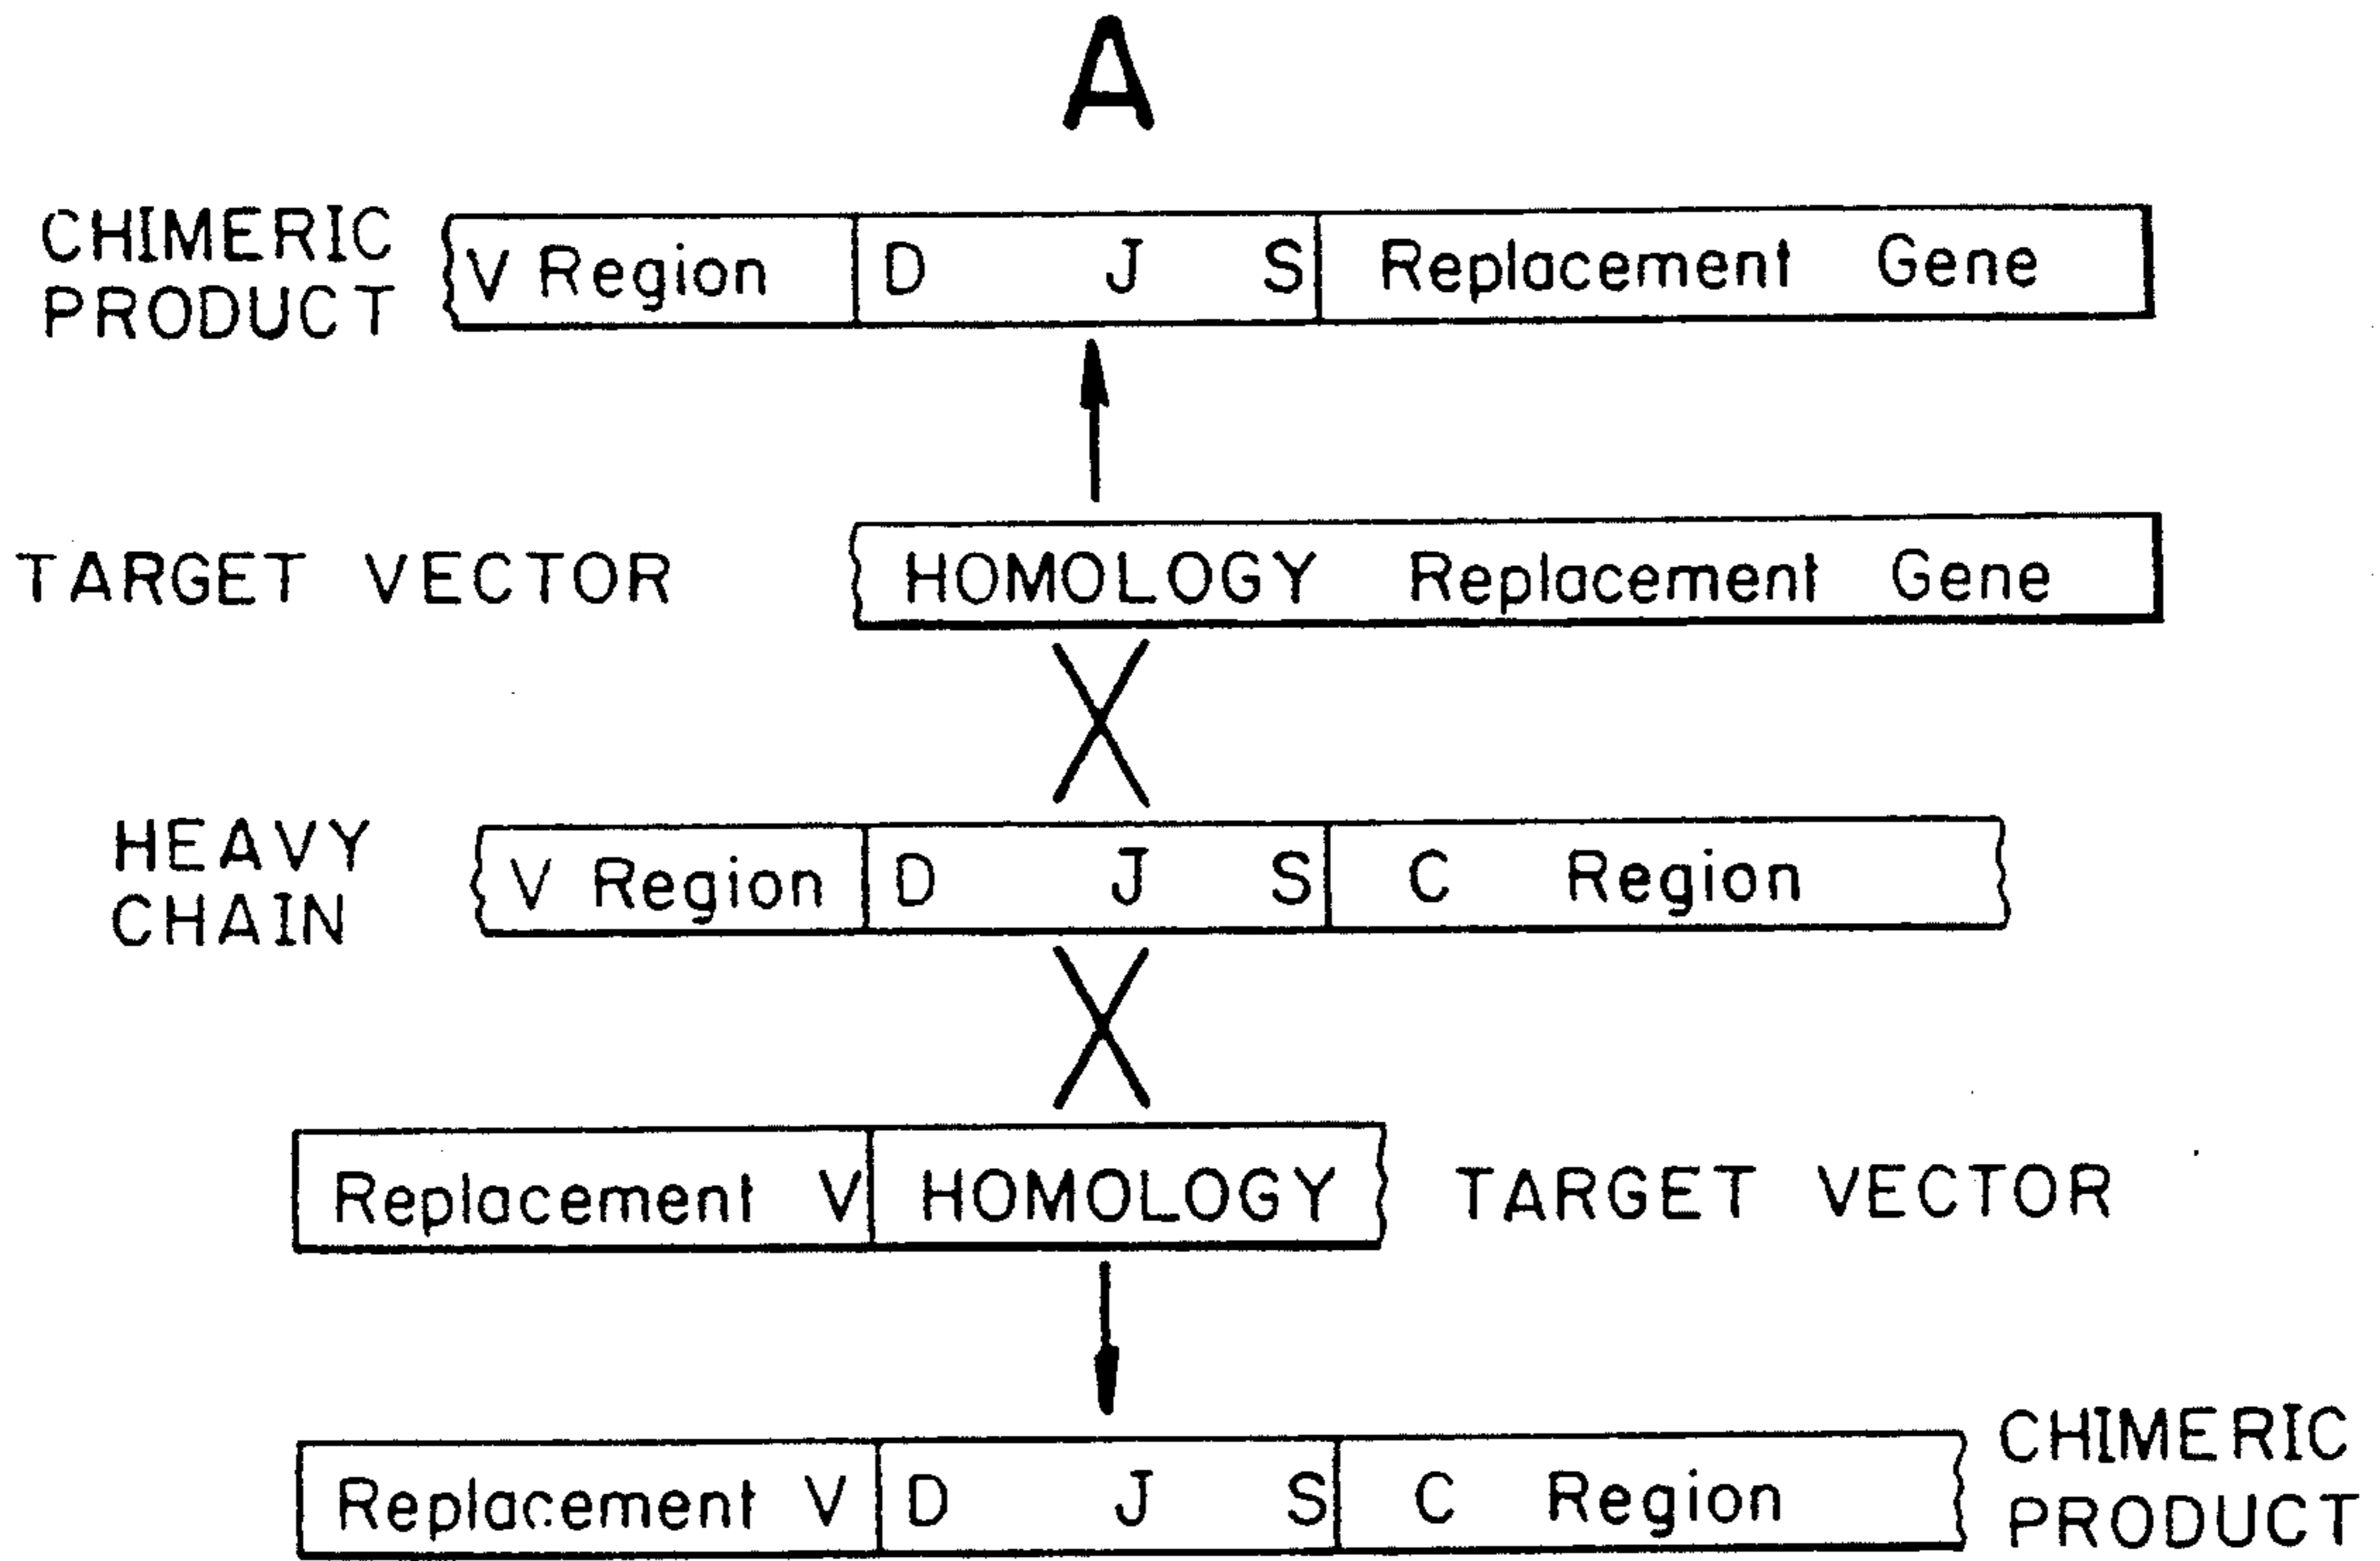 A
CHIMERIC
PRODUCT
V Region D J S Replacement Gene
TARGET VECTOR HOMOLOGY Replacement Gene
HEAVY
CHAIN
V Region D J S C Region
Replacement V HOMOLOGY TARGET VECTOR
Replacement V D J S C Region
CHIMERIC
PRODUCT